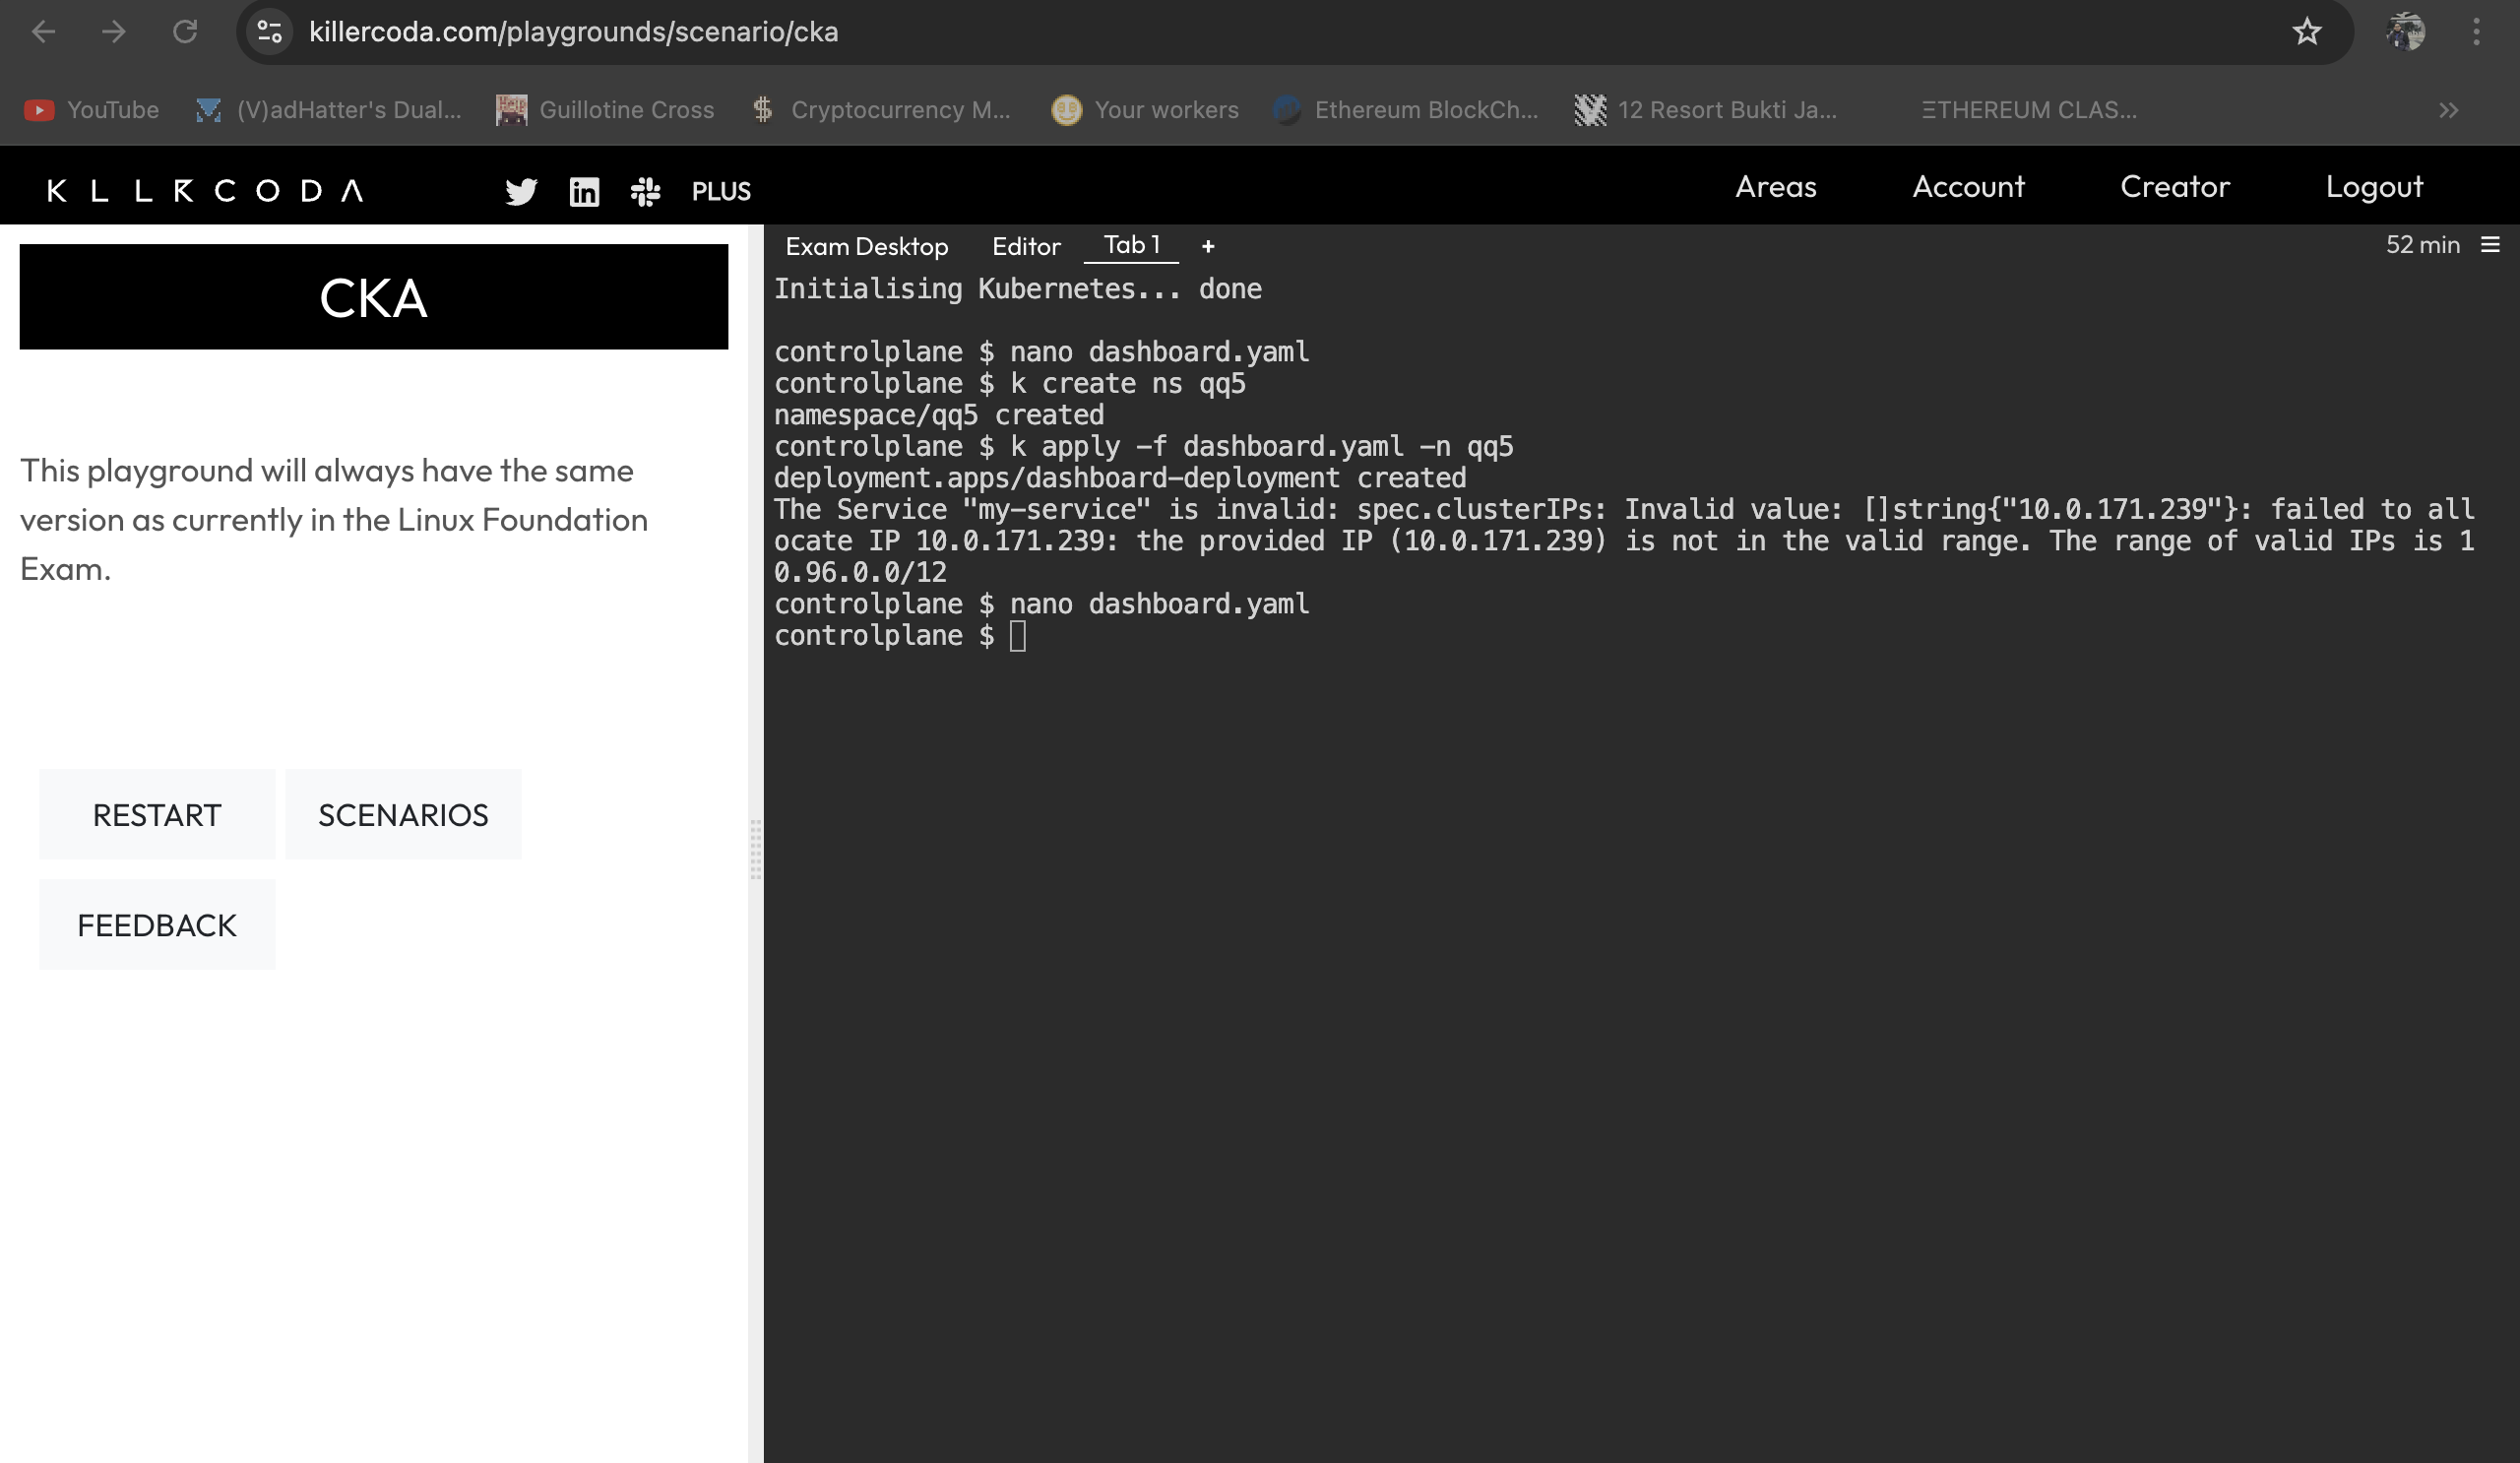 killercoda.com/playgrounds/scenario/cka
YouTube
(V)adHatter's Dual...
Guillotine Cross
Cryptocurrency M...
Your workers
Ethereum BlockCh...
12 Resort Bukti Ja...
ΞTHEREUM CLAS...
KLLRCODA
PLUS
Areas
Account
Creator
Logout
CKA
This playground will always have the same
version as currently in the Linux Foundation
Exam.
RESTART
SCENARIOS
FEEDBACK
Exam Desktop
Editor
Tab 1
+
52 min
Initialising Kubernetes... done
controlplane $ nano dashboard.yaml
controlplane $ k create ns qq5
namespace/qq5 created
controlplane $ k apply -f dashboard.yaml -n qq5
deployment.apps/dashboard-deployment created
The Service "my-service" is invalid: spec.clusterIPs: Invalid value: []string{"10.0.171.239"}: failed to all
ocate IP 10.0.171.239: the provided IP (10.0.171.239) is not in the valid range. The range of valid IPs is 1
0.96.0.0/12
controlplane $ nano dashboard.yaml
controlplane $